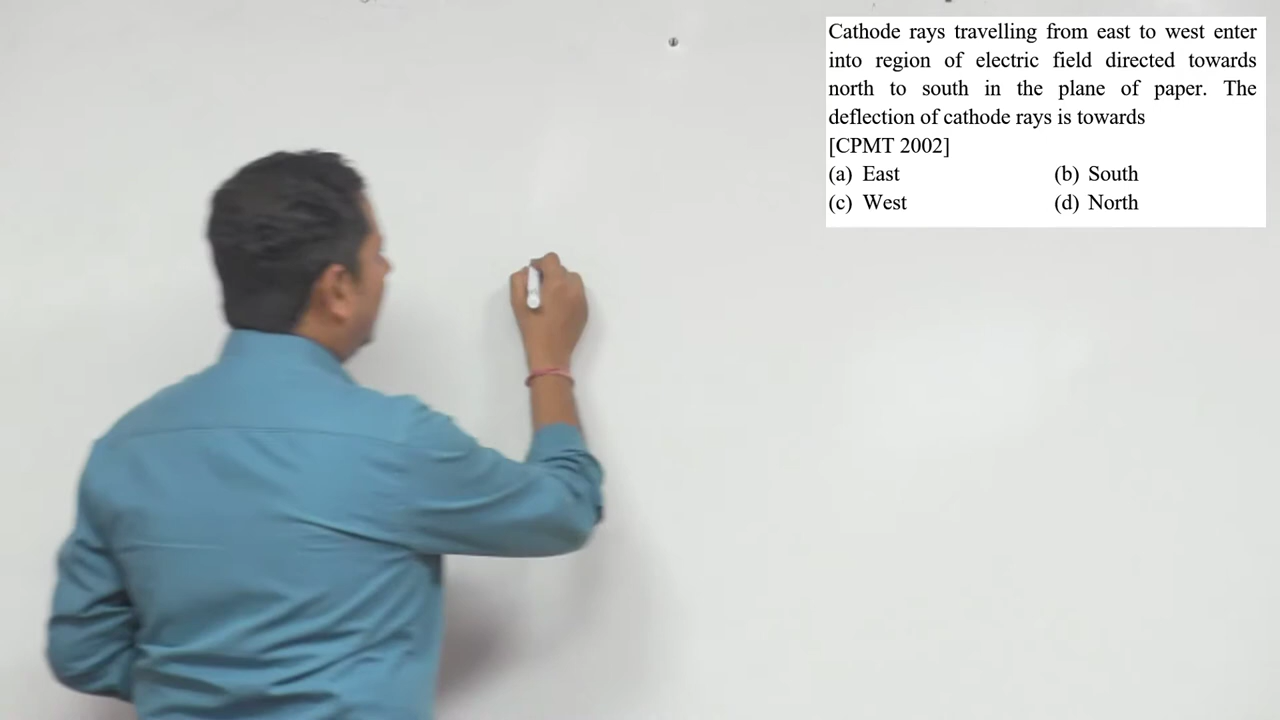 Cathode rays travelling from east to west enter
into region of electric field directed towards
north to south in the plane of paper. The
deflection of cathode rays is towards
[CPMT 2002]
(a) East (b) South
(c) West (d) North